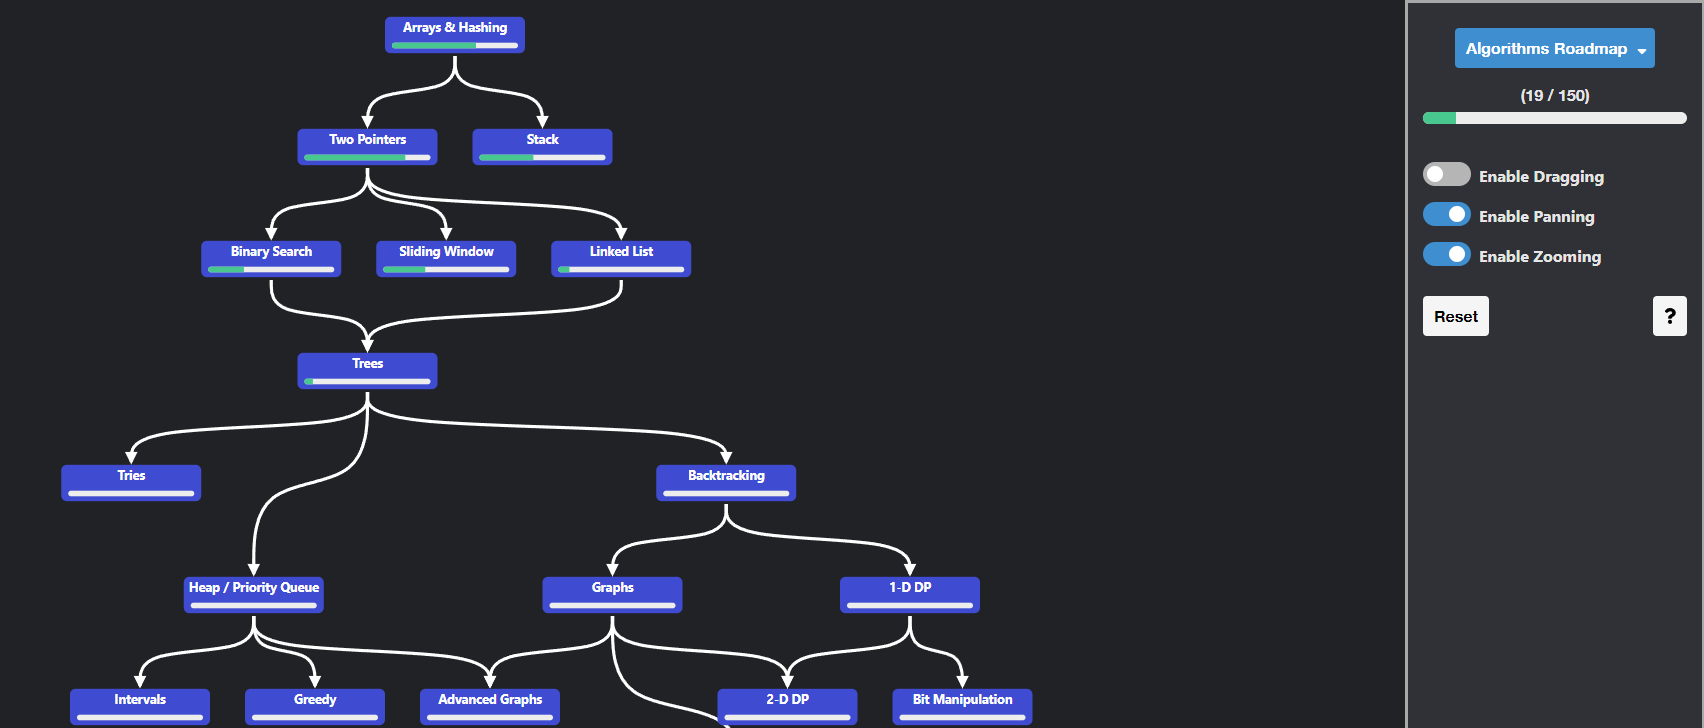 Arrays & Hashing
Two Pointers
Stack
Binary Search
Sliding Window
Linked List
Trees
Tries
Backtracking
Heap / Priority Queue
Graphs
1-D DP
Intervals
Greedy
Advanced Graphs
2-D DP
Bit Manipulation
Algorithms Roadmap
(19 / 150)
Enable Dragging
Enable Panning
Enable Zooming
Reset
?